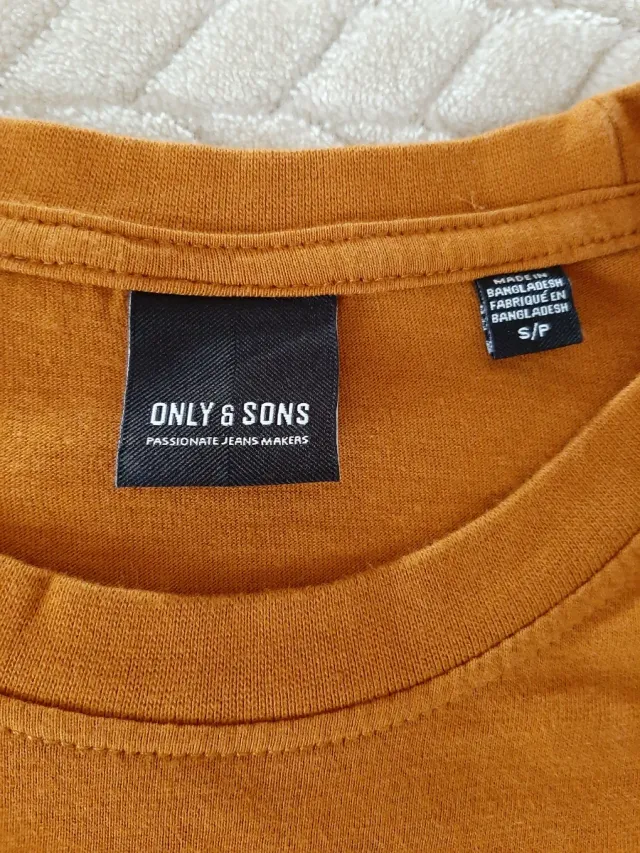 ONLY & SONS
PASSIONATE JEANS MAKERS
MADE IN
BANGLADESH
FABRIQUÉ EN
BANGLADESH
S/P